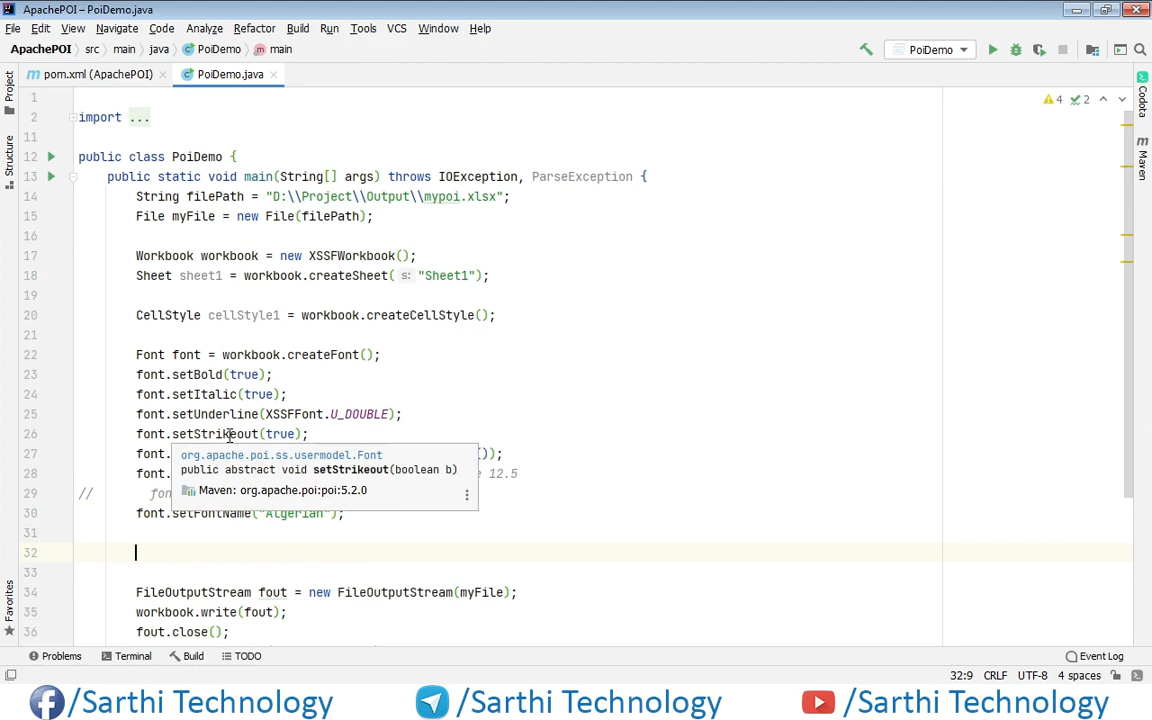 ApachePOI – PoiDemo.java
File Edit View Navigate Code Analyze Refactor Build Run Tools VCS Window Help
ApachePOI src main java PoiDemo main PoiDemo
pom.xml (ApachePOI) PoiDemo.java
Project
Structure
Favorites
Codota
Maven
4 2
1
2 import ...
11
12 public class PoiDemo {
13 public static void main(String[] args) throws IOException, ParseException {
14 String filePath = "D:\\Project\\Output\\mypoi.xlsx";
15 File myFile = new File(filePath);
16
17 Workbook workbook = new XSSFWorkbook();
18 Sheet sheet1 = workbook.createSheet( s: "Sheet1");
19
20 CellStyle cellStyle1 = workbook.createCellStyle();
21
22 Font font = workbook.createFont();
23 font.setBold(true);
24 font.setItalic(true);
25 font.setUnderline(XSSFFont.U_DOUBLE);
26 font.setStrikeout(true);
27 font. ());
28 font. 12.5
29 // fon
30 font.setFontName("Algerian");
org.apache.poi.ss.usermodel.Font
public abstract void setStrikeout(boolean b)
Maven: org.apache.poi:poi:5.2.0
31
32
33
34 FileOutputStream fout = new FileOutputStream(myFile);
35 workbook.write(fout);
36 fout.close();
Problems Terminal Build TODO Event Log
32:9 CRLF UTF-8 4 spaces
/Sarthi Technology /Sarthi Technology /Sarthi Technology